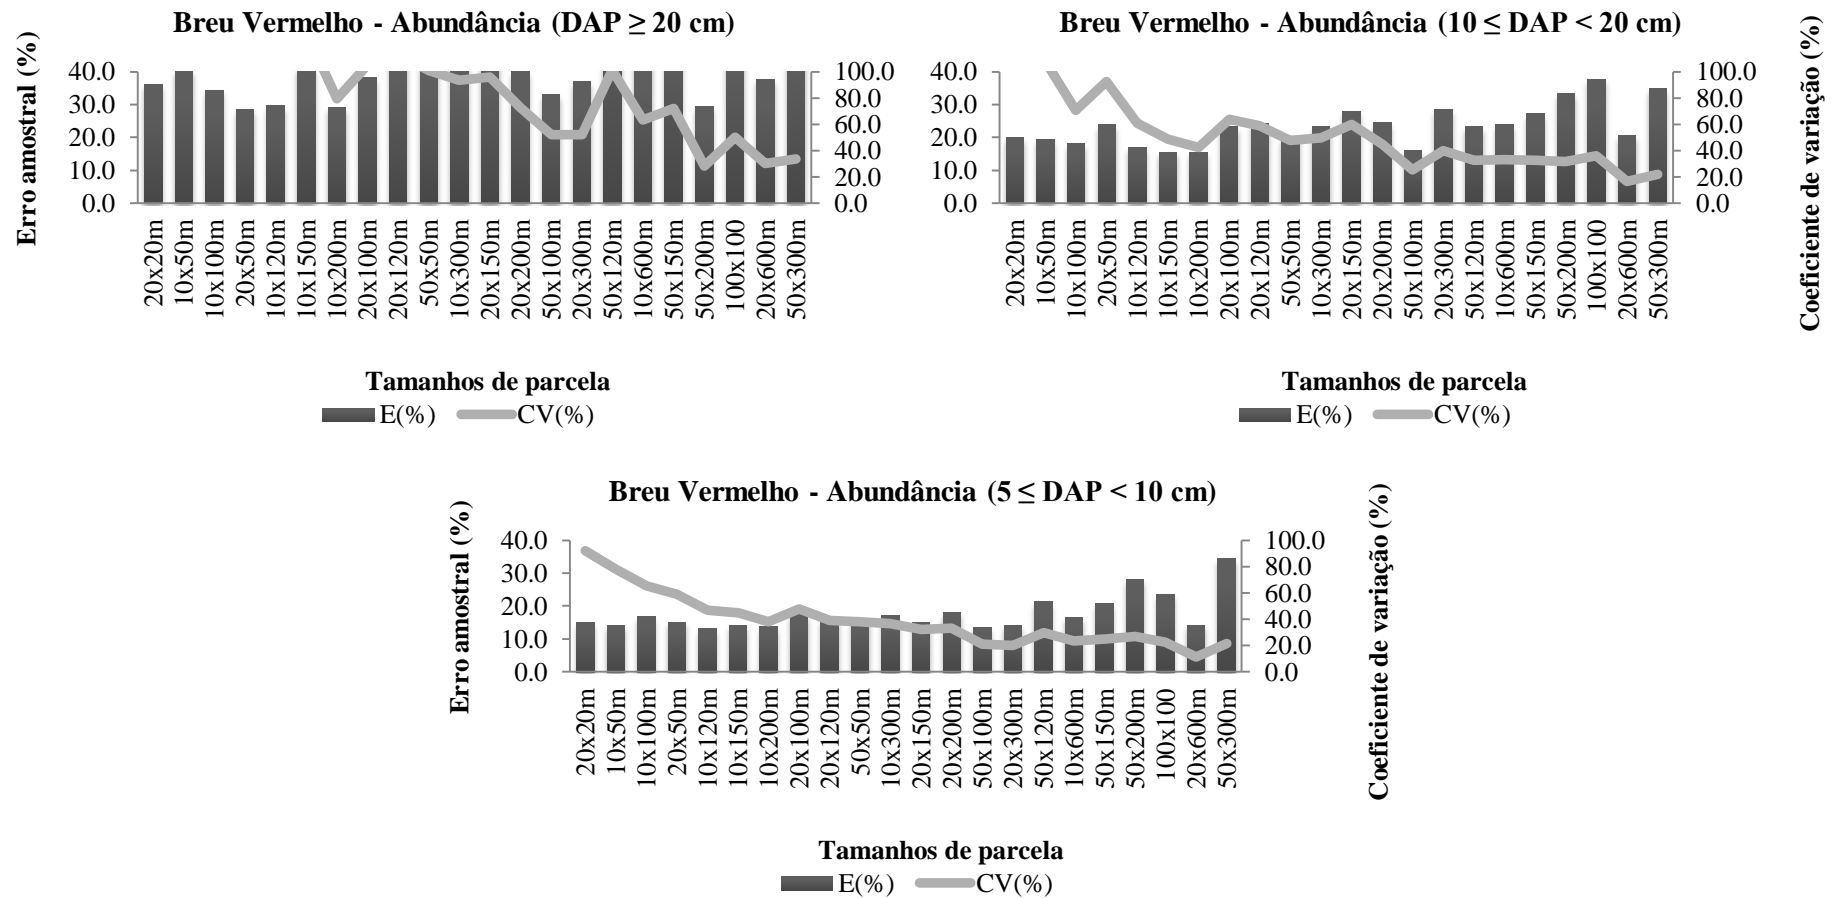 Breu Vermelho - Abundância (DAP ≥ 20 cm)
Erro amostral (%)
40.0
30.0
20.0
10.0
0.0
100.0
80.0
60.0
40.0
20.0
0.0
20x20m
10x50m
10x100m
20x50m
10x120m
10x150m
10x200m
20x100m
20x120m
50x50m
10x300m
20x150m
20x200m
50x100m
20x300m
50x120m
10x600m
50x150m
50x200m
100x100
20x600m
50x300m
Tamanhos de parcela
E(%) CV(%)
Breu Vermelho - Abundância (10 ≤ DAP < 20 cm)
40.0
30.0
20.0
10.0
0.0
100.0
80.0
60.0
40.0
20.0
0.0
Coeficiente de variação (%)
20x20m
10x50m
10x100m
20x50m
10x120m
10x150m
10x200m
20x100m
20x120m
50x50m
10x300m
20x150m
20x200m
50x100m
20x300m
50x120m
10x600m
50x150m
50x200m
100x100
20x600m
50x300m
Tamanhos de parcela
E(%) CV(%)
Breu Vermelho - Abundância (5 ≤ DAP < 10 cm)
Erro amostral (%)
40.0
30.0
20.0
10.0
0.0
100.0
80.0
60.0
40.0
20.0
0.0
Coeficiente de variação (%)
20x20m
10x50m
10x100m
20x50m
10x120m
10x150m
10x200m
20x100m
20x120m
50x50m
10x300m
20x150m
20x200m
50x100m
20x300m
50x120m
10x600m
50x150m
50x200m
100x100
20x600m
50x300m
Tamanhos de parcela
E(%) CV(%)